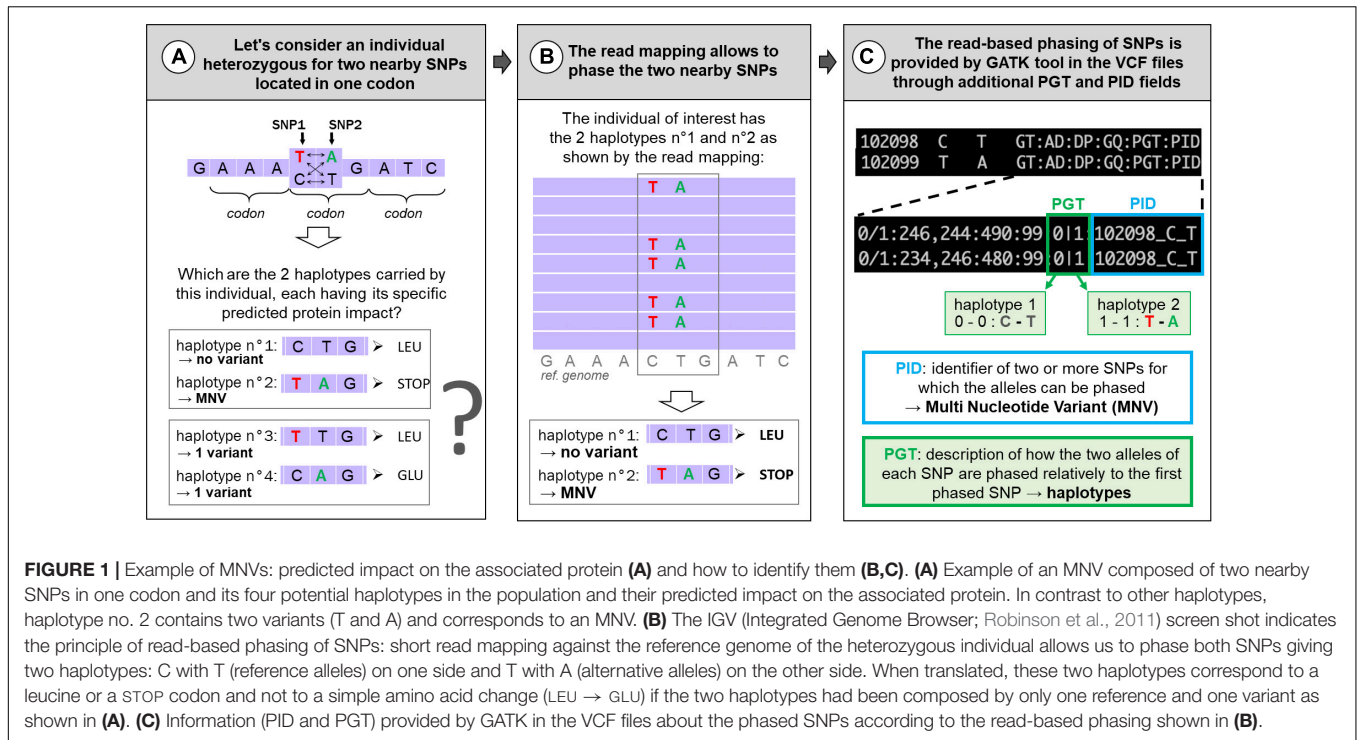 A
Let's consider an individual
heterozygous for two nearby SNPs
located in one codon
SNP1 SNP2
T A
G A A A G A T C
C T
codon codon codon
Which are the 2 haplotypes carried by
this individual, each having its specific
predicted protein impact?
haplotype n°1: C T G ➢ LEU
→ no variant
haplotype n°2: T A G ➢ STOP
→ MNV
haplotype n°3: T T G ➢ LEU
→ 1 variant
haplotype n°4: C A G ➢ GLU
→ 1 variant
?
B
The read mapping allows to
phase the two nearby SNPs
The individual of interest has
the 2 haplotypes n°1 and n°2 as
shown by the read mapping:
T A
T A
T A
T A
T A
G A A A C T G A T C
ref. genome
haplotype n°1: C T G ➢ LEU
→ no variant
haplotype n°2: T A G ➢ STOP
→ MNV
C
The read-based phasing of SNPs is
provided by GATK tool in the VCF files
through additional PGT and PID fields
102098 C T GT:AD:DP:GQ:PGT:PID
102099 T A GT:AD:DP:GQ:PGT:PID
PGT PID
0/1:246,244:490:99:0|1:102098_C_T
0/1:234,246:480:99:0|1:102098_C_T
haplotype 1
0 - 0 : C - T
haplotype 2
1 - 1 : T - A
PID: identifier of two or more SNPs for
which the alleles can be phased
→ Multi Nucleotide Variant (MNV)
PGT: description of how the two alleles of
each SNP are phased relatively to the first
phased SNP → haplotypes
FIGURE 1 | Example of MNVs: predicted impact on the associated protein (A) and how to identify them (B,C). (A) Example of an MNV composed of two nearby
SNPs in one codon and its four potential haplotypes in the population and their predicted impact on the associated protein. In contrast to other haplotypes,
haplotype no. 2 contains two variants (T and A) and corresponds to an MNV. (B) The IGV (Integrated Genome Browser; Robinson et al., 2011) screen shot indicates
the principle of read-based phasing of SNPs: short read mapping against the reference genome of the heterozygous individual allows us to phase both SNPs giving
two haplotypes: C with T (reference alleles) on one side and T with A (alternative alleles) on the other side. When translated, these two haplotypes correspond to a
leucine or a STOP codon and not to a simple amino acid change (LEU → GLU) if the two haplotypes had been composed by only one reference and one variant as
shown in (A). (C) Information (PID and PGT) provided by GATK in the VCF files about the phased SNPs according to the read-based phasing shown in (B).